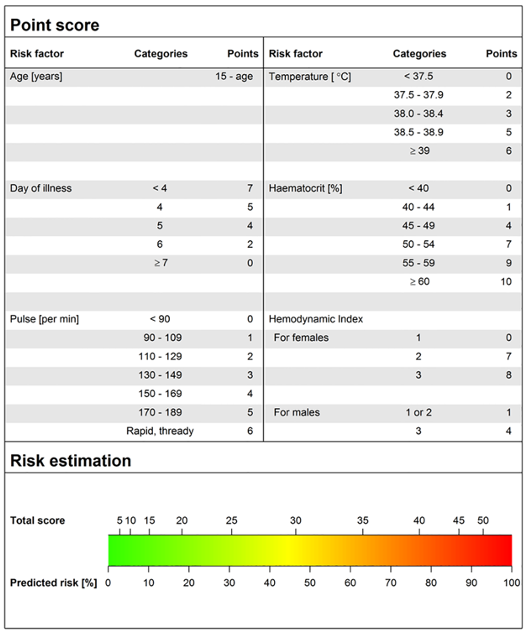 Point score
Risk factor Categories Points Risk factor Categories Points
Age [years] 15 - age Temperature [ °C] < 37.5 0
37.5 - 37.9 2
38.0 - 38.4 3
38.5 - 38.9 5
≥ 39 6
Day of illness < 4 7 Haematocrit [%] < 40 0
4 5 40 - 44 1
5 4 45 - 49 4
6 2 50 - 54 7
≥ 7 0 55 - 59 9
≥ 60 10
Pulse [per min] < 90 0 Hemodynamic Index
90 - 109 1 For females 1 0
110 - 129 2 2 7
130 - 149 3 3 8
150 - 169 4
170 - 189 5 For males 1 or 2 1
Rapid, thready 6 3 4
Risk estimation
Total score 5 10 15 20 25 30 35 40 45 50
Predicted risk [%] 0 10 20 30 40 50 60 70 80 90 100